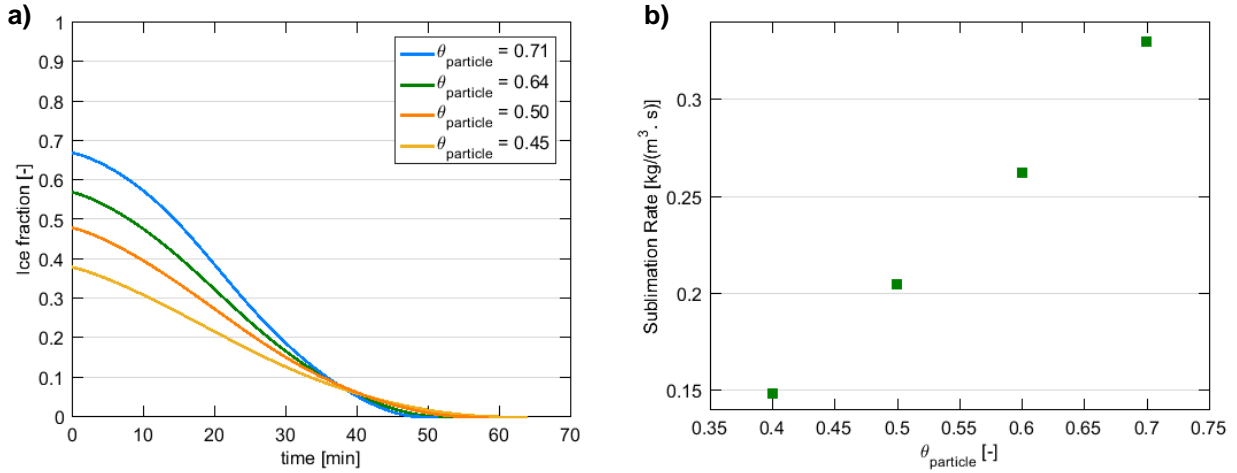 a)
1
0.9
0.8
0.7
0.6
0.5
0.4
0.3
0.2
0.1
0
Ice fraction [-]
θparticle = 0.71
θparticle = 0.64
θparticle = 0.50
θparticle = 0.45
0 10 20 30 40 50 60 70
time [min]
b)
0.3
0.25
0.2
0.15
Sublimation Rate [kg/(m³. s)]
0.35 0.4 0.45 0.5 0.55 0.6 0.65 0.7 0.75
θparticle [-]